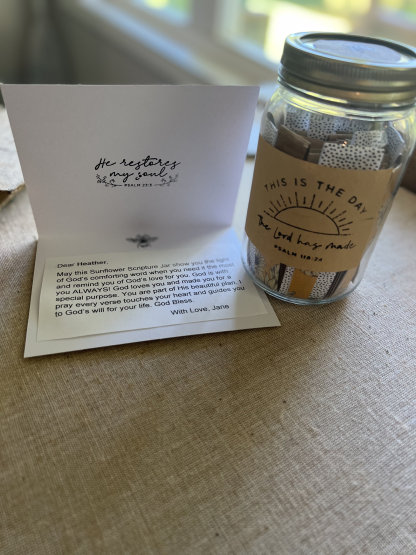 He restores
my soul
PSALM 23:3
Dear Heather,
May this Sunflower Scripture Jar show you the light
of God's comforting word when you need it the most
and remind you of God's love for you. God is with
you ALWAYS! God loves you and made you for a
special purpose. You are part of His beautiful plan. I
pray every verse touches your heart and guides you
to God's will for your life. God Bless.
With Love, Jana
THIS IS THE DAY
the Lord has made
PSALM 118:24